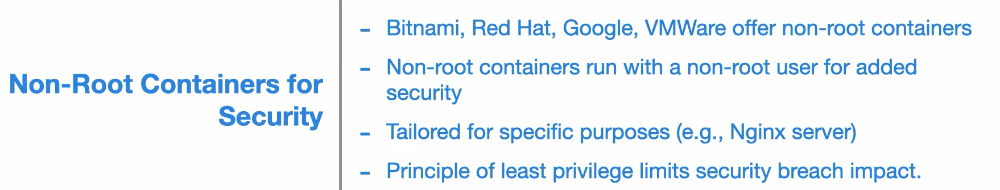 Non-Root Containers for
Security
- Bitnami, Red Hat, Google, VMWare offer non-root containers
- Non-root containers run with a non-root user for added
security
- Tailored for specific purposes (e.g., Nginx server)
- Principle of least privilege limits security breach impact.